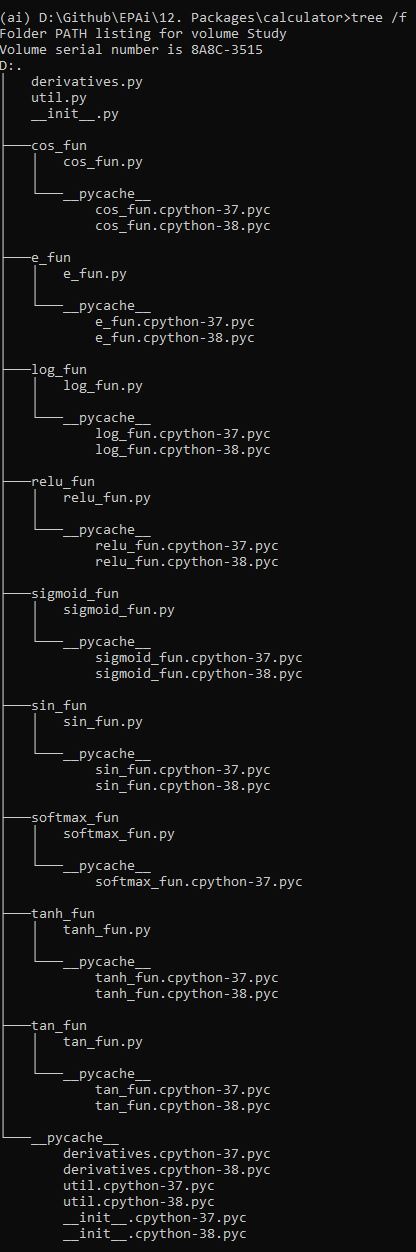 (ai) D:\Github\EPAi\12. Packages\calculator>tree /f
Folder PATH listing for volume Study
Volume serial number is 8A8C-3515
D:.
│   derivatives.py
│   util.py
│   __init__.py
│
├───cos_fun
│   │   cos_fun.py
│   │
│   └───__pycache__
│           cos_fun.cpython-37.pyc
│           cos_fun.cpython-38.pyc
│
├───e_fun
│   │   e_fun.py
│   │
│   └───__pycache__
│           e_fun.cpython-37.pyc
│           e_fun.cpython-38.pyc
│
├───log_fun
│   │   log_fun.py
│   │
│   └───__pycache__
│           log_fun.cpython-37.pyc
│           log_fun.cpython-38.pyc
│
├───relu_fun
│   │   relu_fun.py
│   │
│   └───__pycache__
│           relu_fun.cpython-37.pyc
│           relu_fun.cpython-38.pyc
│
├───sigmoid_fun
│   │   sigmoid_fun.py
│   │
│   └───__pycache__
│           sigmoid_fun.cpython-37.pyc
│           sigmoid_fun.cpython-38.pyc
│
├───sin_fun
│   │   sin_fun.py
│   │
│   └───__pycache__
│           sin_fun.cpython-37.pyc
│           sin_fun.cpython-38.pyc
│
├───softmax_fun
│   │   softmax_fun.py
│   │
│   └───__pycache__
│           softmax_fun.cpython-37.pyc
│
├───tanh_fun
│   │   tanh_fun.py
│   │
│   └───__pycache__
│           tanh_fun.cpython-37.pyc
│           tanh_fun.cpython-38.pyc
│
├───tan_fun
│   │   tan_fun.py
│   │
│   └───__pycache__
│           tan_fun.cpython-37.pyc
│           tan_fun.cpython-38.pyc
│
└───__pycache__
        derivatives.cpython-37.pyc
        derivatives.cpython-38.pyc
        util.cpython-37.pyc
        util.cpython-38.pyc
        __init__.cpython-37.pyc
        __init__.cpython-38.pyc